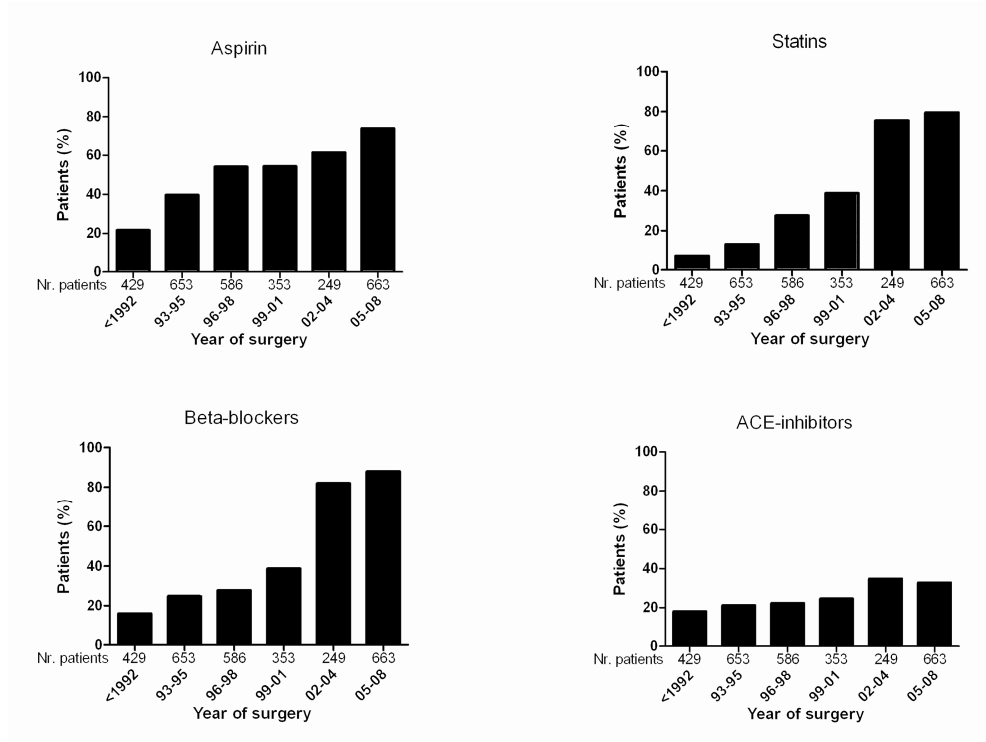 Aspirin
Patients (%)
100
80
60
40
20
0
Nr. patients 429 653 586 353 249 663
<1992 93-95 96-98 99-01 02-04 05-08
Year of surgery
Statins
Patients (%)
100
80
60
40
20
0
Nr. patients 429 653 586 353 249 663
<1992 93-95 96-98 99-01 02-04 05-08
Year of surgery
Beta-blockers
Patients (%)
100
80
60
40
20
0
Nr. patients 429 653 586 353 249 663
<1992 93-95 96-98 99-01 02-04 05-08
Year of surgery
ACE-inhibitors
Patients (%)
100
80
60
40
20
0
Nr. patients 429 653 586 353 249 663
<1992 93-95 96-98 99-01 02-04 05-08
Year of surgery